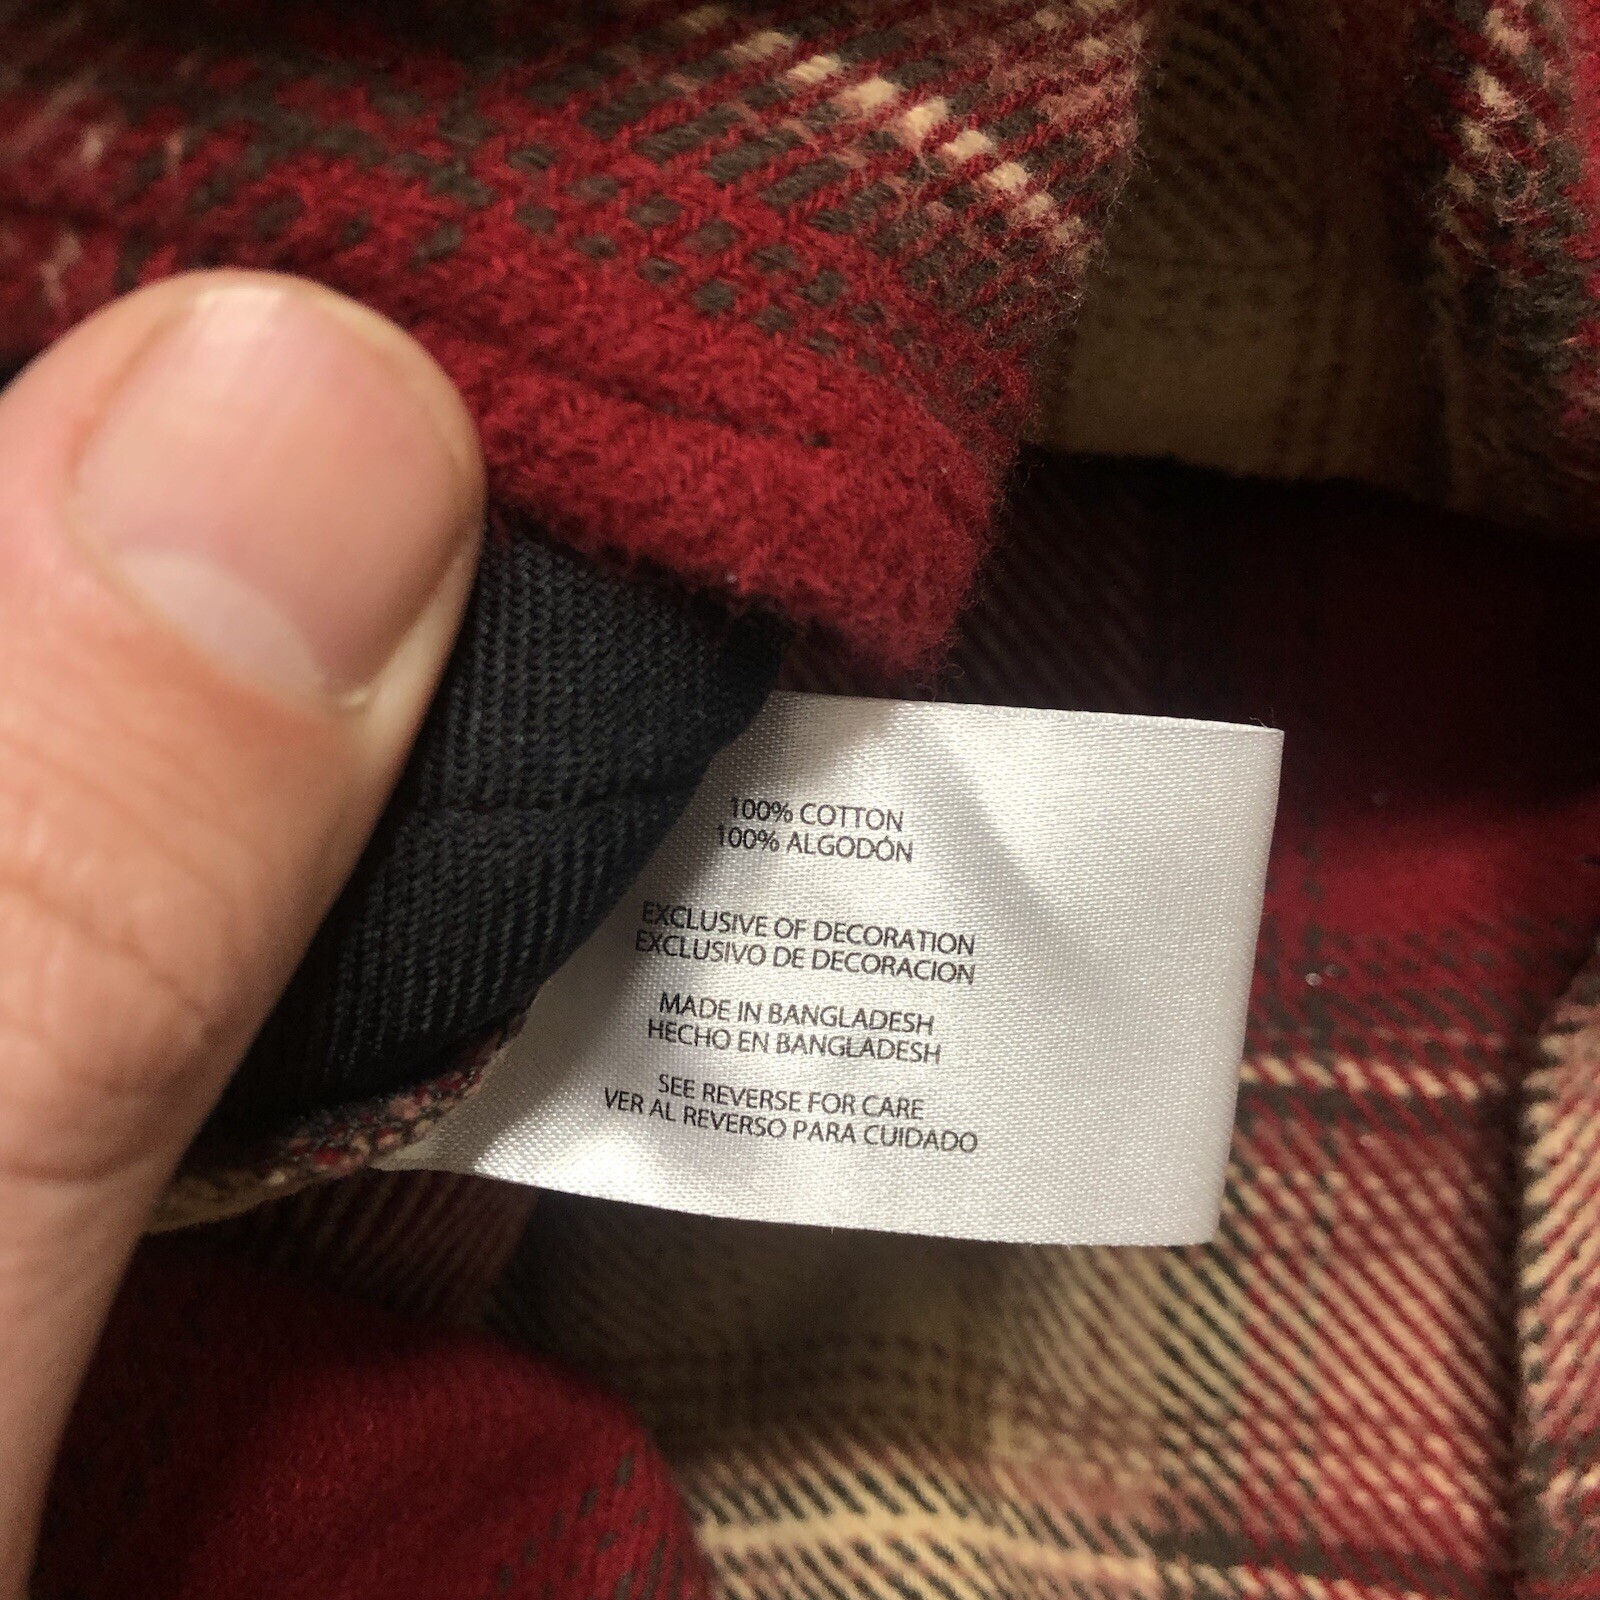 100% COTTON
100% ALGODÓN
EXCLUSIVE OF DECORATION
EXCLUSIVO DE DECORACION
MADE IN BANGLADESH
HECHO EN BANGLADESH
SEE REVERSE FOR CARE
VER AL REVERSO PARA CUIDADO